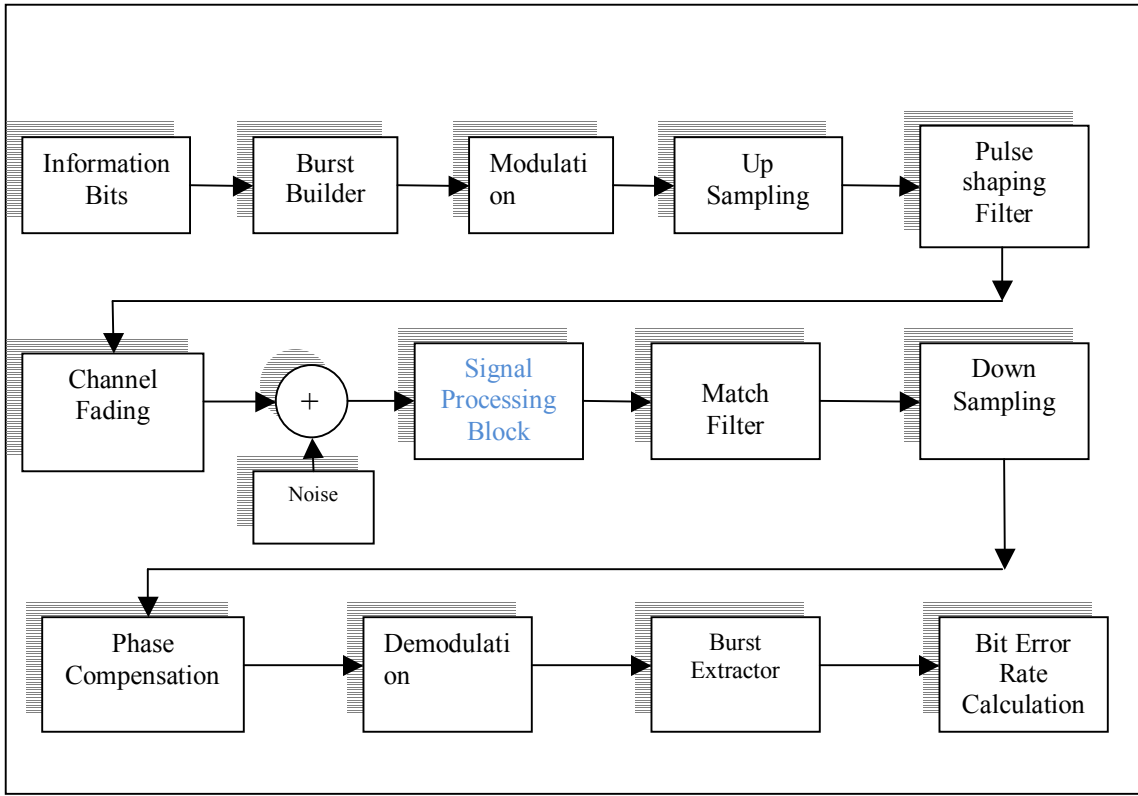 Information
Bits
Burst
Builder
Modulati
on
Up
Sampling
Pulse
shaping
Filter
Channel
Fading
+
Noise
Signal
Processing
Block
Match
Filter
Down
Sampling
Phase
Compensation
Demodulati
on
Burst
Extractor
Bit Error
Rate
Calculation